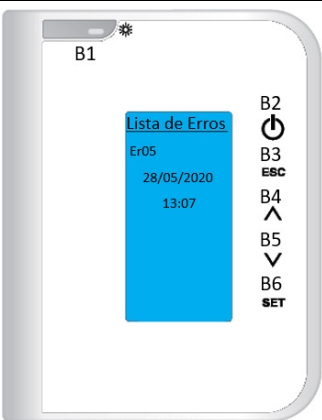 B1
Lista de Erros
Er05
28/05/2020
13:07
B2
B3
ESC
B4
B5
B6
SET